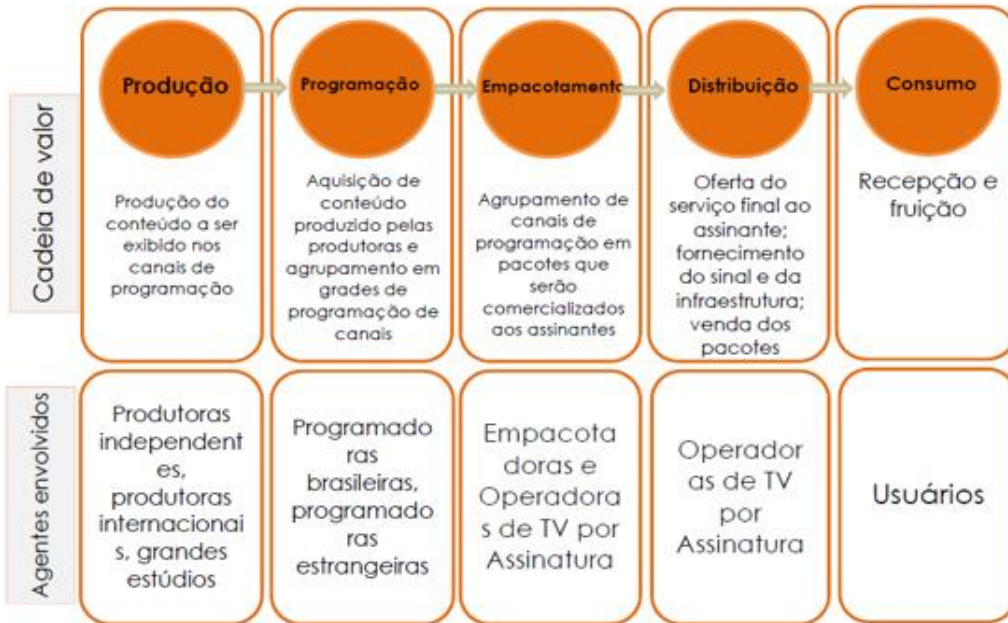 Cadeia de valor
Produção
Produção do
conteúdo a ser
exibido nos
canais de
programação
Programação
Aquisição de
conteúdo
produzido pelas
produtoras e
agrupamento em
grades de
programação de
canais
Empacotamento
Agrupamento de
canais de
programação em
pacotes que
serão
comercializados
aos assinantes
Distribuição
Oferta do
serviço final ao
assinante;
fornecimento
do sinal e da
infraestrutura;
venda dos
pacotes
Consumo
Recepção e
fruição
Agentes envolvidos
Produtoras
independent
es,
produtoras
internacionai
s, grandes
estúdios
Programado
ras
brasileiras,
programado
ras
estrangeiras
Empacota
doras e
Operadora
s de TV por
Assinatura
Operador
as de TV
por
Assinatura
Usuários